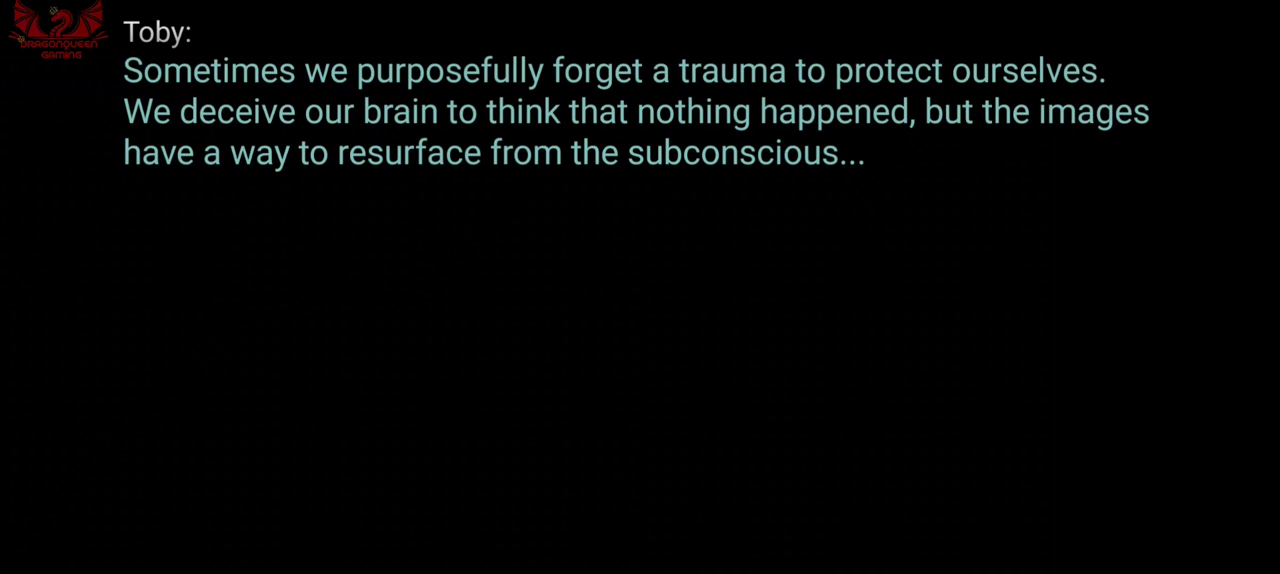 DRAGONQUEEN
GAMING
Toby:
Sometimes we purposefully forget a trauma to protect ourselves.
We deceive our brain to think that nothing happened, but the images
have a way to resurface from the subconscious...